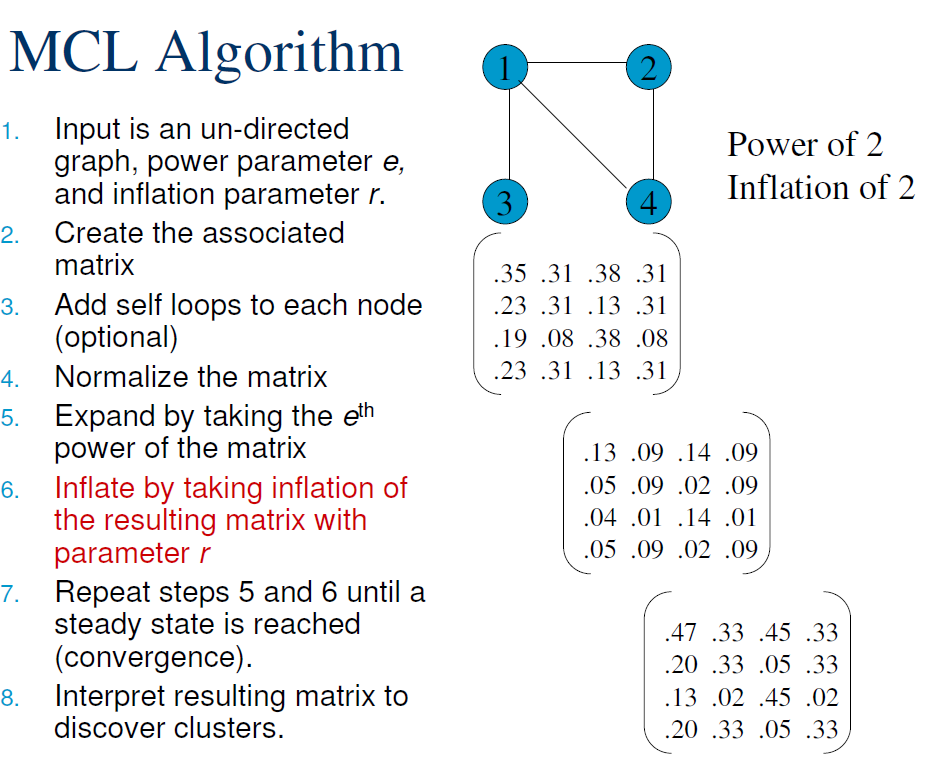 MCL Algorithm
1. Input is an un-directed
graph, power parameter e,
and inflation parameter r.
2. Create the associated
matrix
3. Add self loops to each node
(optional)
4. Normalize the matrix
5. Expand by taking the eth
power of the matrix
6. Inflate by taking inflation of
the resulting matrix with
parameter r
7. Repeat steps 5 and 6 until a
steady state is reached
(convergence).
8. Interpret resulting matrix to
discover clusters.
1 2
3 4
Power of 2
Inflation of 2
.35 .31 .38 .31
.23 .31 .13 .31
.19 .08 .38 .08
.23 .31 .13 .31
.13 .09 .14 .09
.05 .09 .02 .09
.04 .01 .14 .01
.05 .09 .02 .09
.47 .33 .45 .33
.20 .33 .05 .33
.13 .02 .45 .02
.20 .33 .05 .33